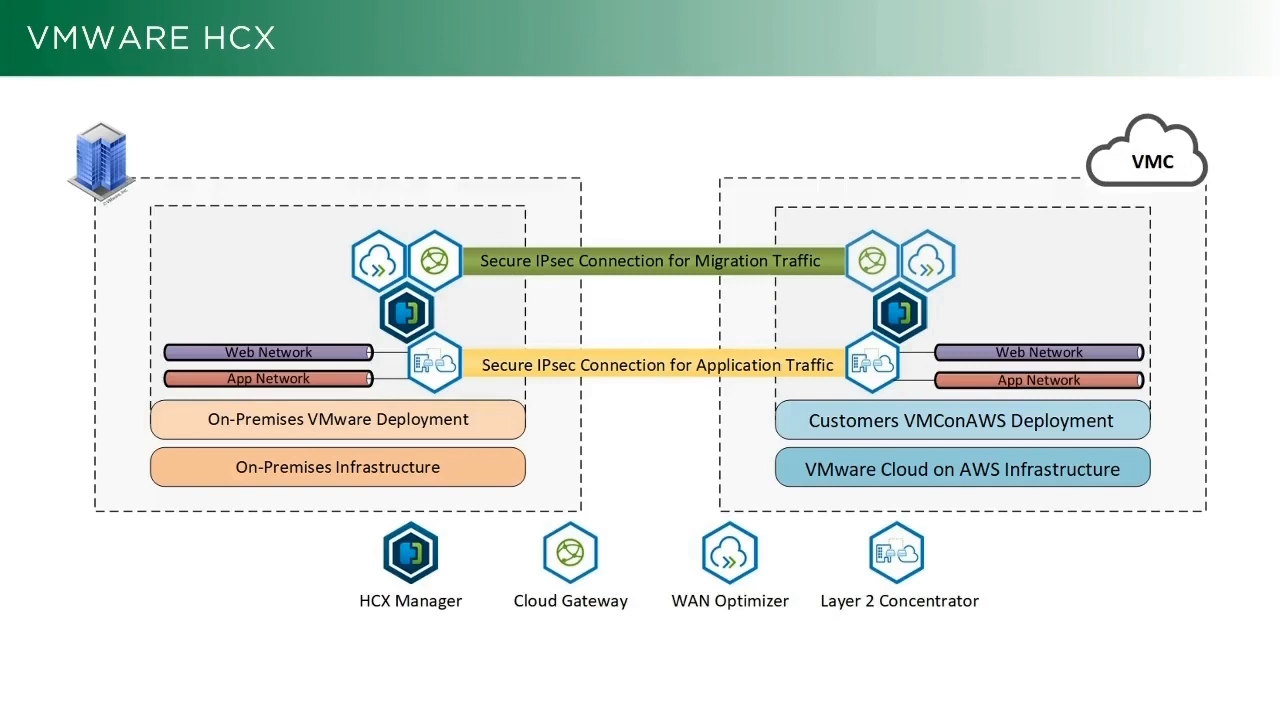 VMWARE HCX
VMC
Secure IPsec Connection for Migration Traffic
Web Network
Web Network
Secure IPsec Connection for Application Traffic
App Network
App Network
On-Premises VMware Deployment
Customers VMConAWS Deployment
On-Premises Infrastructure
VMware Cloud on AWS Infrastructure
HCX Manager
Cloud Gateway
WAN Optimizer
Layer 2 Concentrator